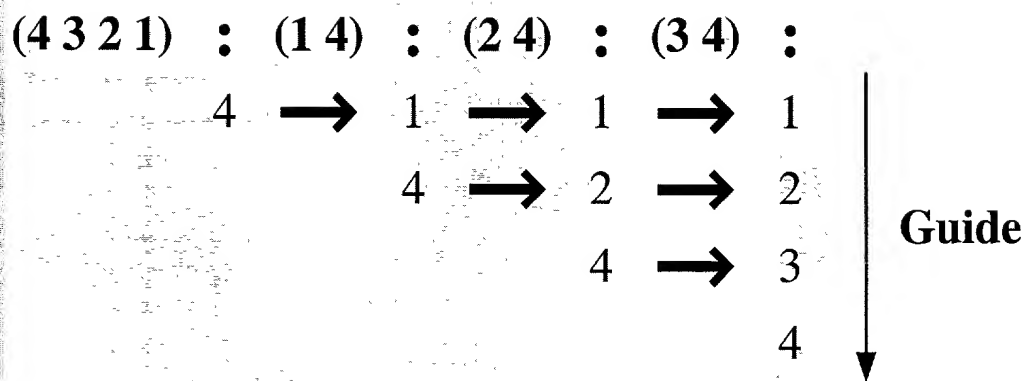 (4 3 2 1) : (1 4) : (2 4) : (3 4) :
4 → 1 → 1 → 1
4 → 2 → 2
4 → 3
4
Guide